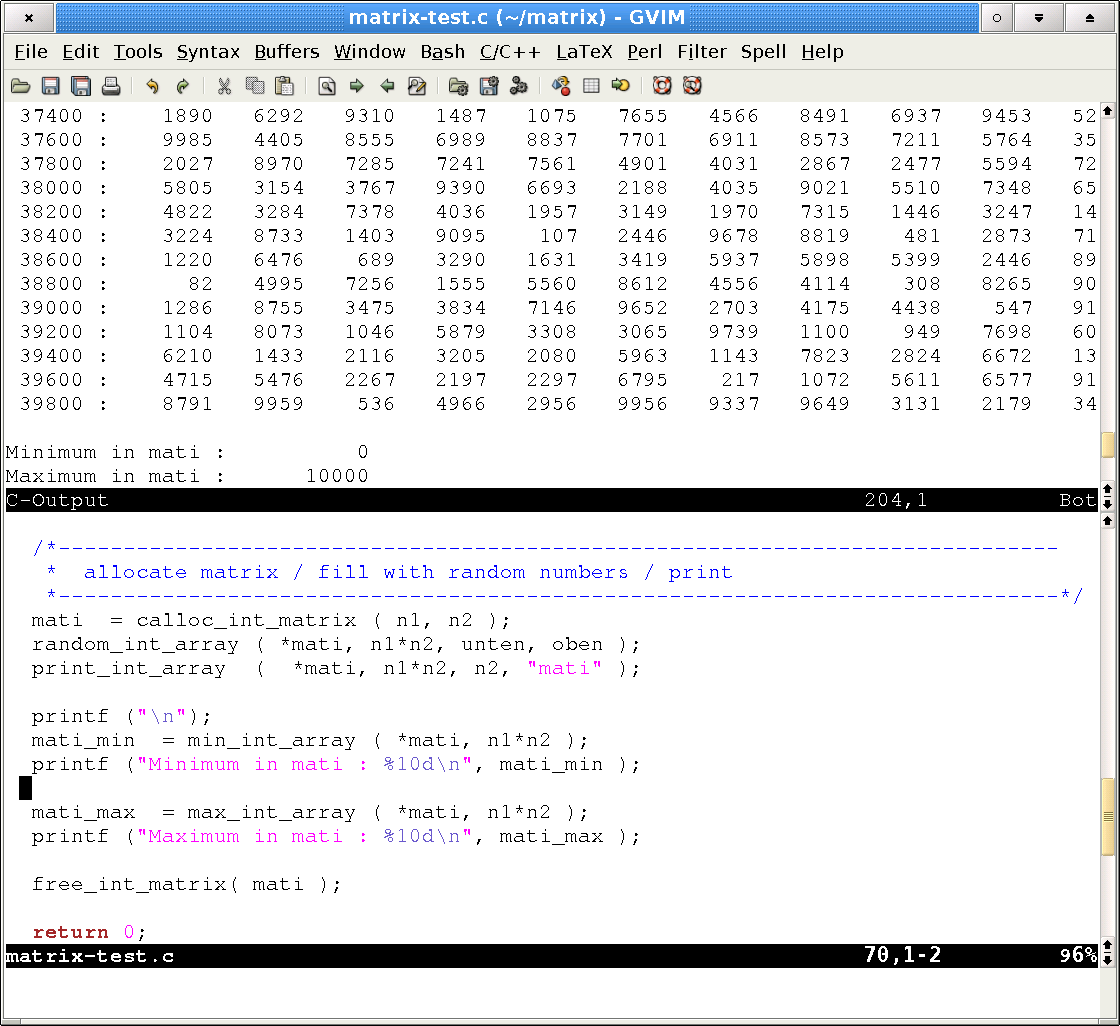 matrix-test.c (~/matrix) - GVIM
File Edit Tools Syntax Buffers Window Bash C/C++ LaTeX Perl Filter Spell Help
37400 : 1890 6292 9310 1487 1075 7655 4566 8491 6937 9453 52
37600 : 9985 4405 8555 6989 8837 7701 6911 8573 7211 5764 35
37800 : 2027 8970 7285 7241 7561 4901 4031 2867 2477 5594 72
38000 : 5805 3154 3767 9390 6693 2188 4035 9021 5510 7348 65
38200 : 4822 3284 7378 4036 1957 3149 1970 7315 1446 3247 14
38400 : 3224 8733 1403 9095 107 2446 9678 8819 481 2873 71
38600 : 1220 6476 689 3290 1631 3419 5937 5898 5399 2446 89
38800 : 82 4995 7256 1555 5560 8612 4556 4114 308 8265 90
39000 : 1286 8755 3475 3834 7146 9652 2703 4175 4438 547 91
39200 : 1104 8073 1046 5879 3308 3065 9739 1100 949 7698 60
39400 : 6210 1433 2116 3205 2080 5963 1143 7823 2824 6672 13
39600 : 4715 5476 2267 2197 2297 6795 217 1072 5611 6577 91
39800 : 8791 9959 536 4966 2956 9956 9337 9649 3131 2179 34
Minimum in mati : 0
Maximum in mati : 10000
C-Output 204,1 Bot
/*-----------------------------------------------------------------------------
* allocate matrix / fill with random numbers / print
*-----------------------------------------------------------------------------*/
mati = calloc_int_matrix ( n1, n2 );
random_int_array ( *mati, n1*n2, unten, oben );
print_int_array ( *mati, n1*n2, n2, "mati" );
printf ("\n");
mati_min = min_int_array ( *mati, n1*n2 );
printf ("Minimum in mati : %10d\n", mati_min );
mati_max = max_int_array ( *mati, n1*n2 );
printf ("Maximum in mati : %10d\n", mati_max );
free_int_matrix( mati );
return 0;
matrix-test.c 70,1-2 96%